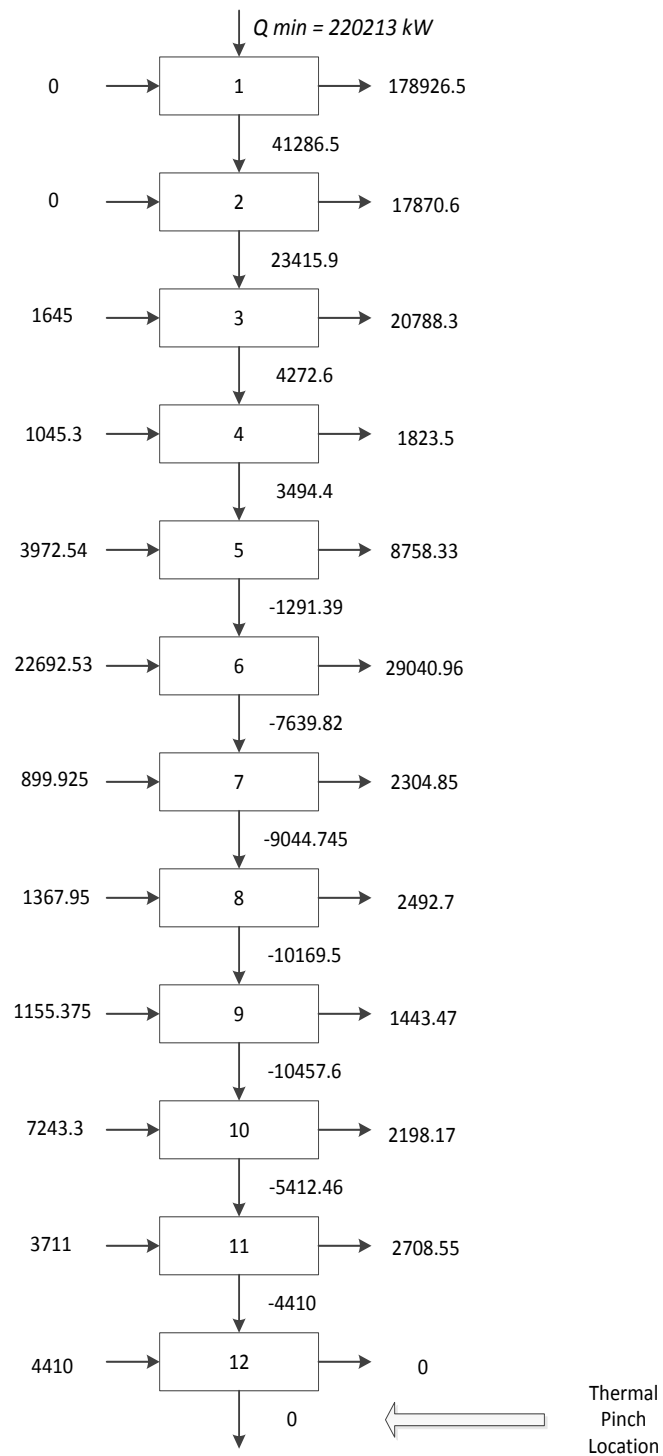 Q min = 220213 kW
0 1 178926.5
41286.5
0 2 17870.6
23415.9
1645 3 20788.3
4272.6
1045.3 4 1823.5
3494.4
3972.54 5 8758.33
-1291.39
22692.53 6 29040.96
-7639.82
899.925 7 2304.85
-9044.745
1367.95 8 2492.7
-10169.5
1155.375 9 1443.47
-10457.6
7243.3 10 2198.17
-5412.46
3711 11 2708.55
-4410
4410 12 0
0
Thermal
Pinch
Location